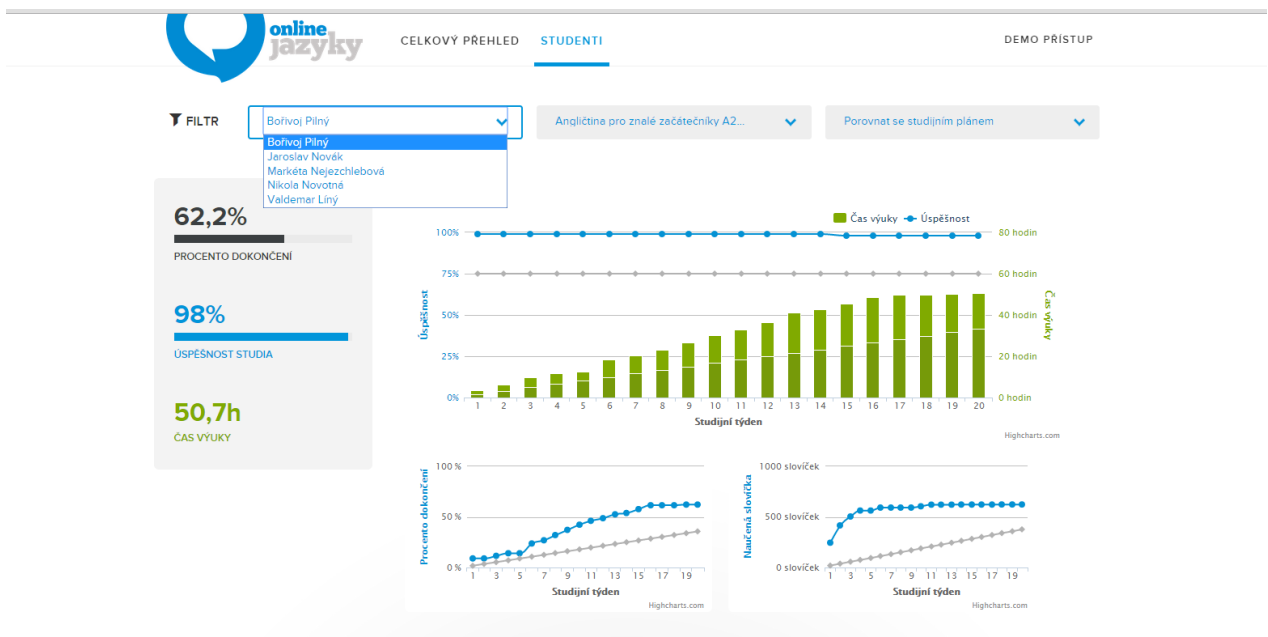 online
jazyky
CELKOVÝ PŘEHLED
STUDENTI
DEMO PŘÍSTUP
FILTR
Bořivoj Pilný
Angličtina pro znalé začátečníky A2...
Porovnat se studijním plánem
Bořivoj Pilný
Jaroslav Novák
Markéta Nejezchlebová
Nikola Novotná
Valdemar Líný
62,2%
PROCENTO DOKONČENÍ
98%
ÚSPĚŠNOST STUDIA
50,7h
ČAS VÝUKY
Čas výuky
Úspěšnost
100%
75%
50%
25%
0%
Úspěšnost
80 hodin
60 hodin
40 hodin
20 hodin
0 hodin
Čas výuky
1 2 3 4 5 6 7 8 9 10 11 12 13 14 15 16 17 18 19 20
Studijní týden
Highcharts.com
100 %
50 %
0 %
Procento dokončení
1 3 5 7 9 11 13 15 17 19
Studijní týden
Highcharts.com
1000 slovíček
500 slovíček
0 slovíček
Naučená slovíčka
1 3 5 7 9 11 13 15 17 19
Studijní týden
Highcharts.com